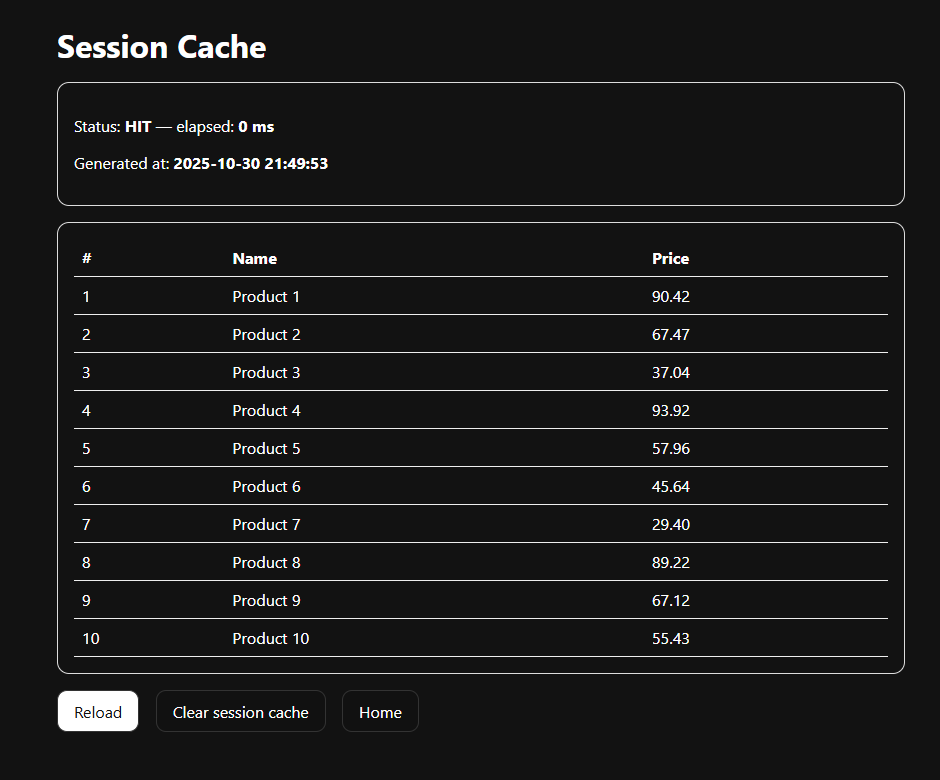 Session Cache
Status: HIT — elapsed: 0 ms
Generated at: 2025-10-30 21:49:53
# Name Price
1 Product 1 90.42
2 Product 2 67.47
3 Product 3 37.04
4 Product 4 93.92
5 Product 5 57.96
6 Product 6 45.64
7 Product 7 29.40
8 Product 8 89.22
9 Product 9 67.12
10 Product 10 55.43
Reload Clear session cache Home